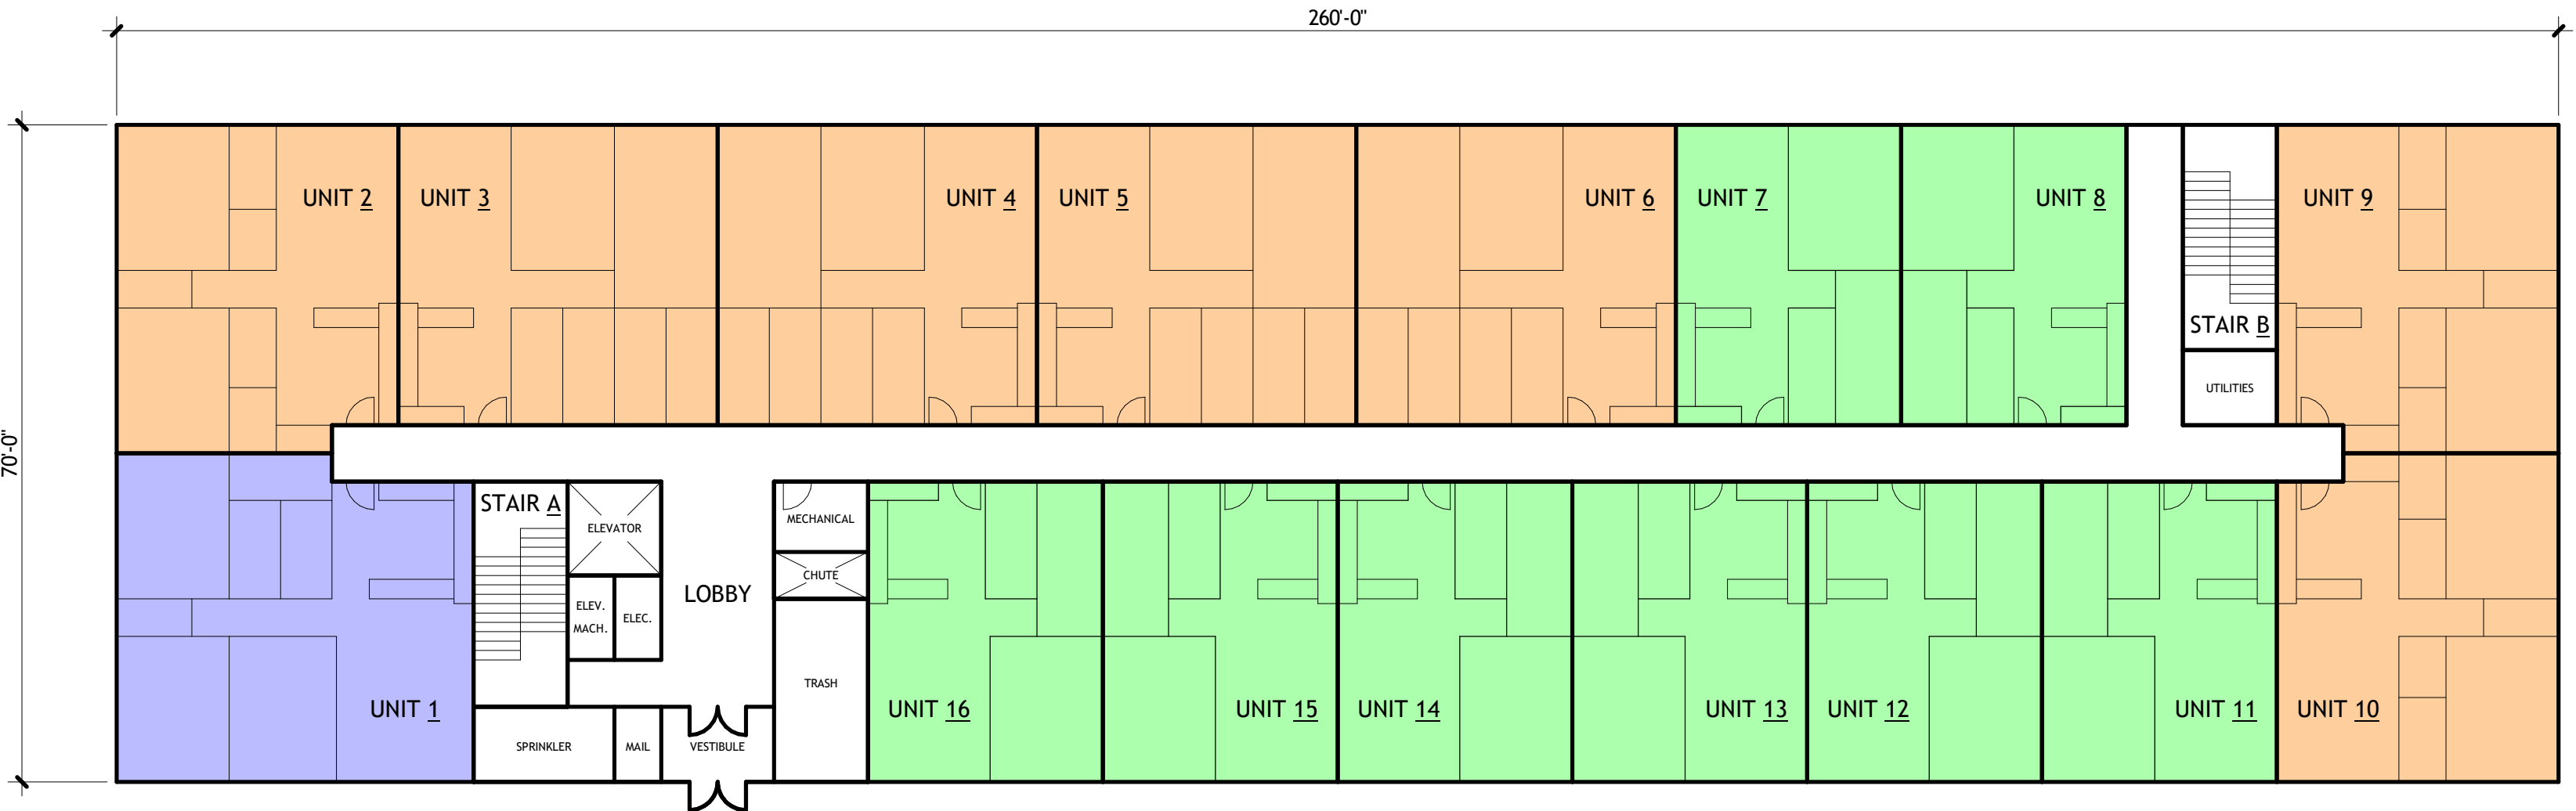 260'-0"
70'-0"
UNIT 2
UNIT 3
UNIT 4
UNIT 5
UNIT 6
UNIT 7
UNIT 8
UNIT 9
STAIR B
UTILITIES
STAIR A
ELEVATOR
MECHANICAL
CHUTE
LOBBY
ELEV.
MACH.
ELEC.
TRASH
UNIT 1
UNIT 16
UNIT 15
UNIT 14
UNIT 13
UNIT 12
UNIT 11
UNIT 10
SPRINKLER
MAIL
VESTIBULE